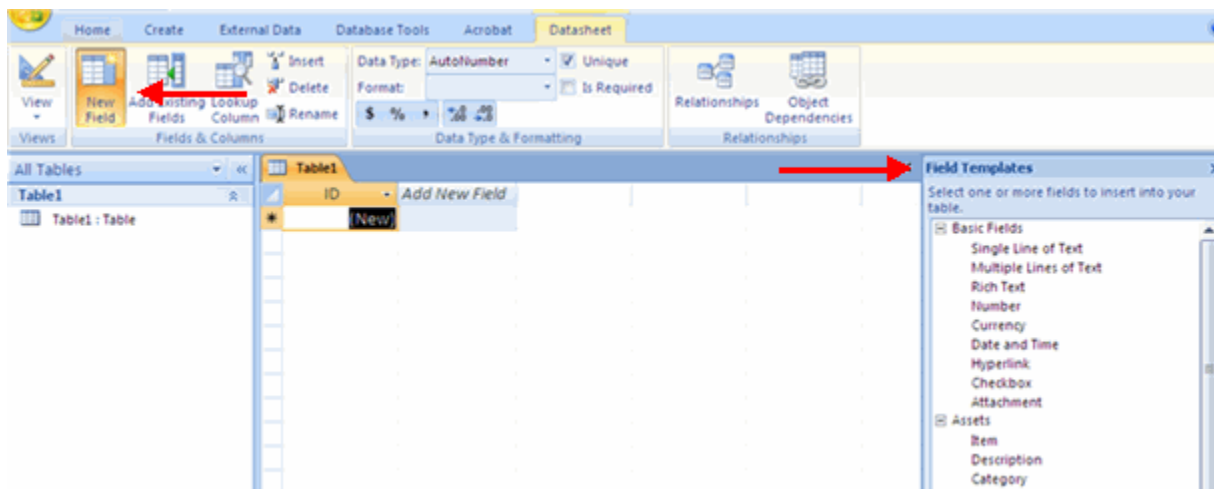 Home Create External Data Database Tools Acrobat Datasheet
View
New Field
Add Existing Fields
Lookup Column
Insert
Delete
Rename
Views
Fields & Columns
Data Type: AutoNumber
Format:
$ % ,
Unique
Is Required
Data Type & Formatting
Relationships
Object Dependencies
Relationships
All Tables
Table1
Table1 : Table
Table1
ID Add New Field
(New)
Field Templates
Select one or more fields to insert into your
table.
Basic Fields
Single Line of Text
Multiple Lines of Text
Rich Text
Number
Currency
Date and Time
Hyperlink
Checkbox
Attachment
Assets
Item
Description
Category